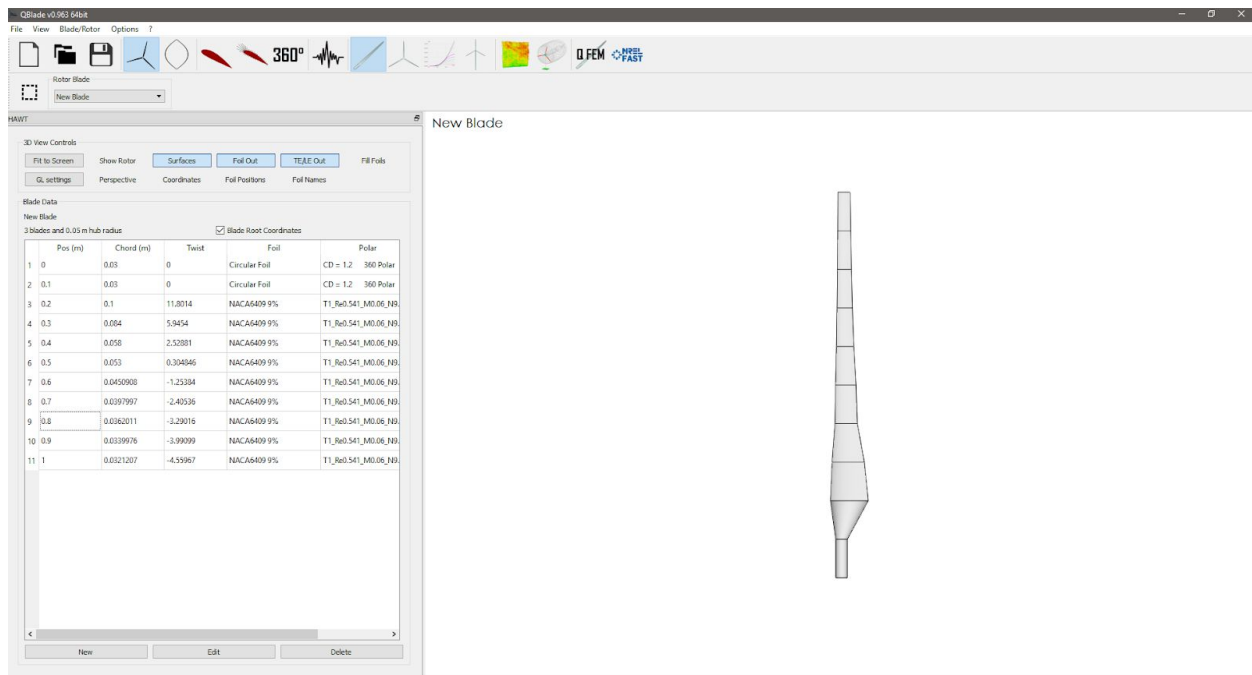 QBlade v0.963 64bit
File View Blade/Rotor Options ?
360° Q FEM NREL FAST
Rotor Blade
New Blade
HAWT
New Blade
3D View Controls
Fit to Screen Show Rotor Surfaces Foil Out TE/LE Out Fill Foils
GL settings Perspective Coordinates Foil Positions Foil Names
Blade Data
New Blade
3 blades and 0.05 m hub radius Blade Root Coordinates
Pos (m) Chord (m) Twist Foil Polar
1 0 0.03 0 Circular Foil CD = 1.2 360 Polar
2 0.1 0.03 0 Circular Foil CD = 1.2 360 Polar
3 0.2 0.1 11.8014 NACA6409 9% T1_Re0.541_M0.06_N9.
4 0.3 0.084 5.9454 NACA6409 9% T1_Re0.541_M0.06_N9.
5 0.4 0.058 2.52881 NACA6409 9% T1_Re0.541_M0.06_N9.
6 0.5 0.053 0.304846 NACA6409 9% T1_Re0.541_M0.06_N9.
7 0.6 0.0450908 -1.25384 NACA6409 9% T1_Re0.541_M0.06_N9.
8 0.7 0.0397997 -2.40536 NACA6409 9% T1_Re0.541_M0.06_N9.
9 0.8 0.0362011 -3.29016 NACA6409 9% T1_Re0.541_M0.06_N9.
10 0.9 0.0339976 -3.99099 NACA6409 9% T1_Re0.541_M0.06_N9.
11 1 0.0321207 -4.55967 NACA6409 9% T1_Re0.541_M0.06_N9.
New Edit Delete